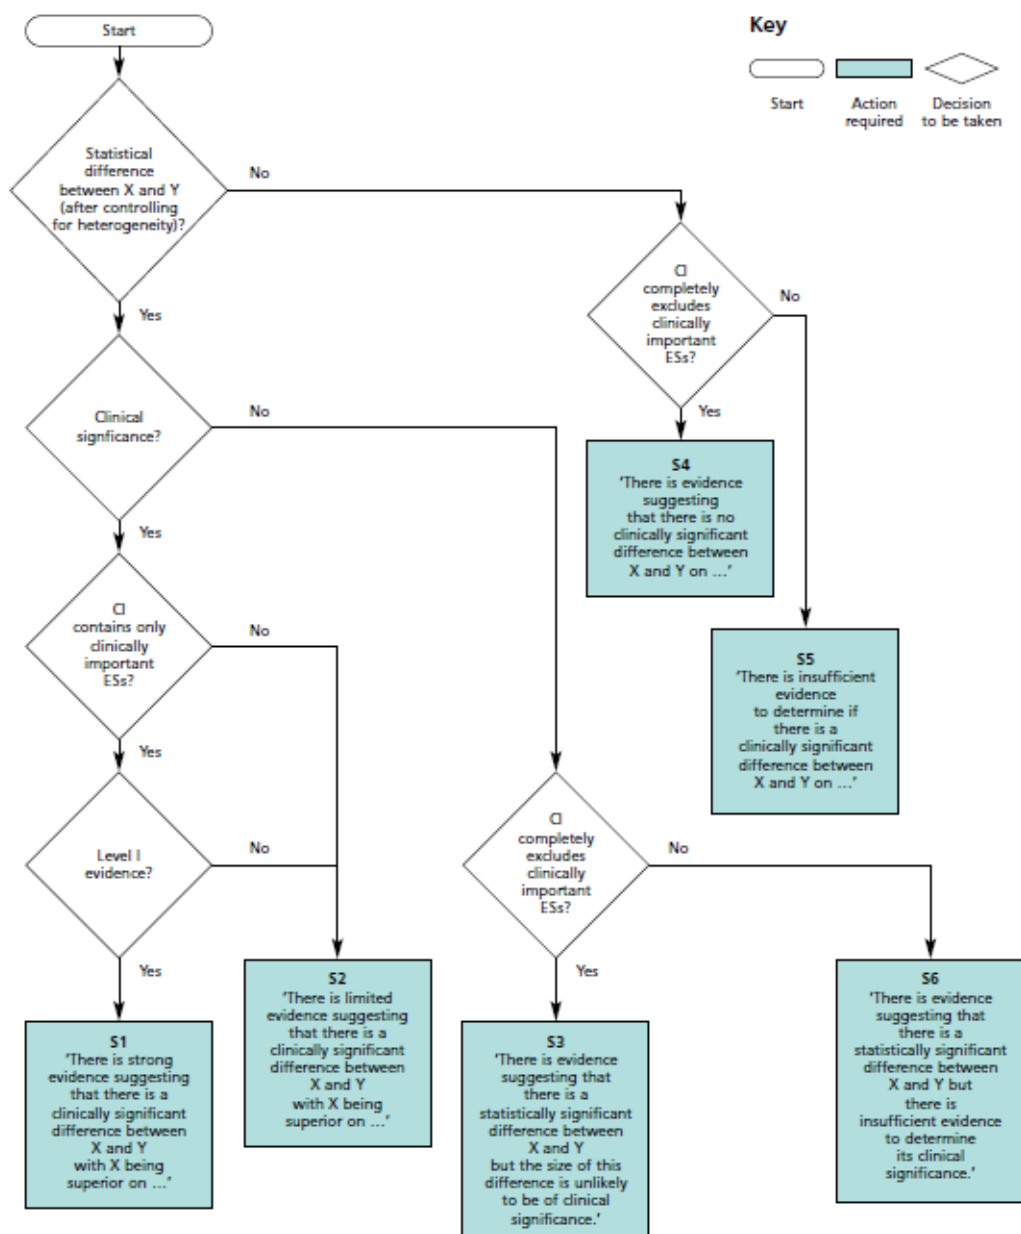 Start
Key
Start
Action
required
Decision
to be taken
Statistical
difference
between X and Y
(after controlling
for heterogeneity)?
No
Yes
CI
completely
excludes
clinically
important
ESs?
No
Yes
Clinical
signficance?
No
Yes
S4
'There is evidence
suggesting
that there is no
clinically significant
difference between
X and Y on ...'
CI
contains only
clinically
important
ESs?
No
Yes
S5
'There is insufficient
evidence
to determine if
there is a
clinically significant
difference between
X and Y on ...'
Level I
evidence?
No
Yes
CI
completely
excludes
clinically
important
ESs?
No
Yes
S1
'There is strong
evidence suggesting
that there is a
clinically significant
difference between
X and Y
with X being
superior on ...'
S2
'There is limited
evidence suggesting
that there is a
clinically significant
difference between
X and Y
with X being
superior on ...'
S3
'There is evidence
suggesting that
there is a
statistically significant
difference between
X and Y
but the size of this
difference is unlikely
to be of clinical
significance.'
S6
'There is evidence
suggesting that
there is a
statistically significant
difference between
X and Y but
there is
insufficient evidence
to determine
its clinical
significance.'